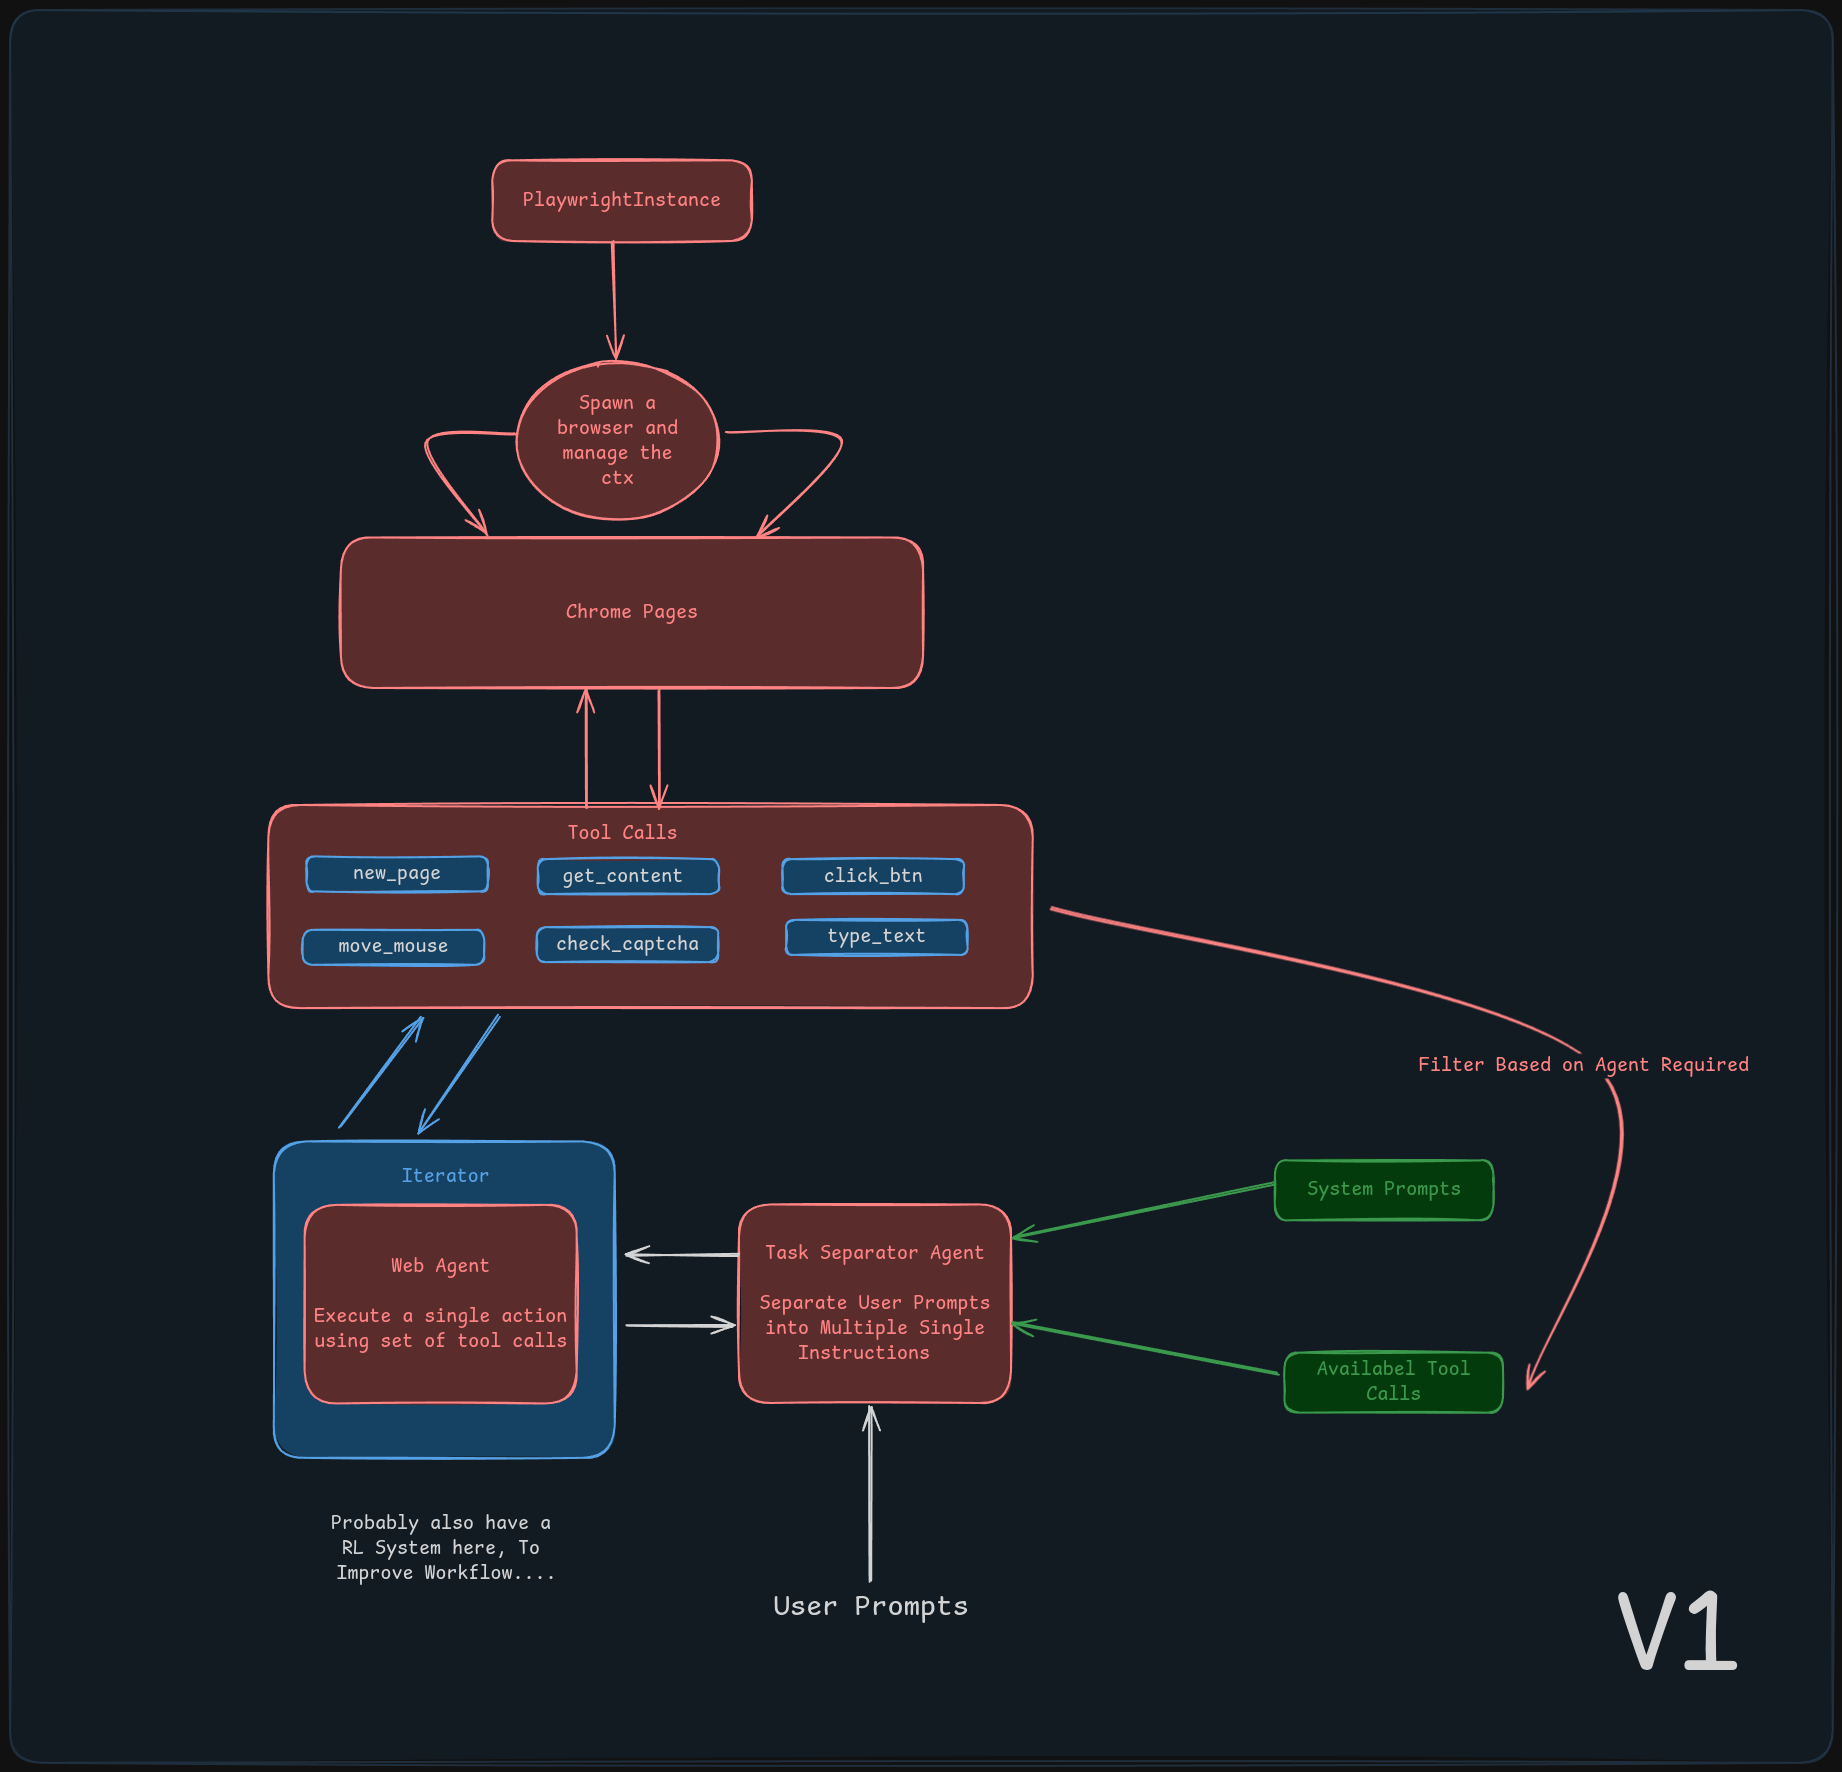 PlaywrightInstance
Spawn a
browser and
manage the
ctx
Chrome Pages
Tool Calls
new_page
get_content
click_btn
move_mouse
check_captcha
type_text
Filter Based on Agent Required
Iterator
Web Agent
Execute a single action
using set of tool calls
Task Separator Agent
Separate User Prompts
into Multiple Single
Instructions
System Prompts
Availabel Tool
Calls
Probably also have a
RL System here, To
Improve Workflow....
User Prompts
V1